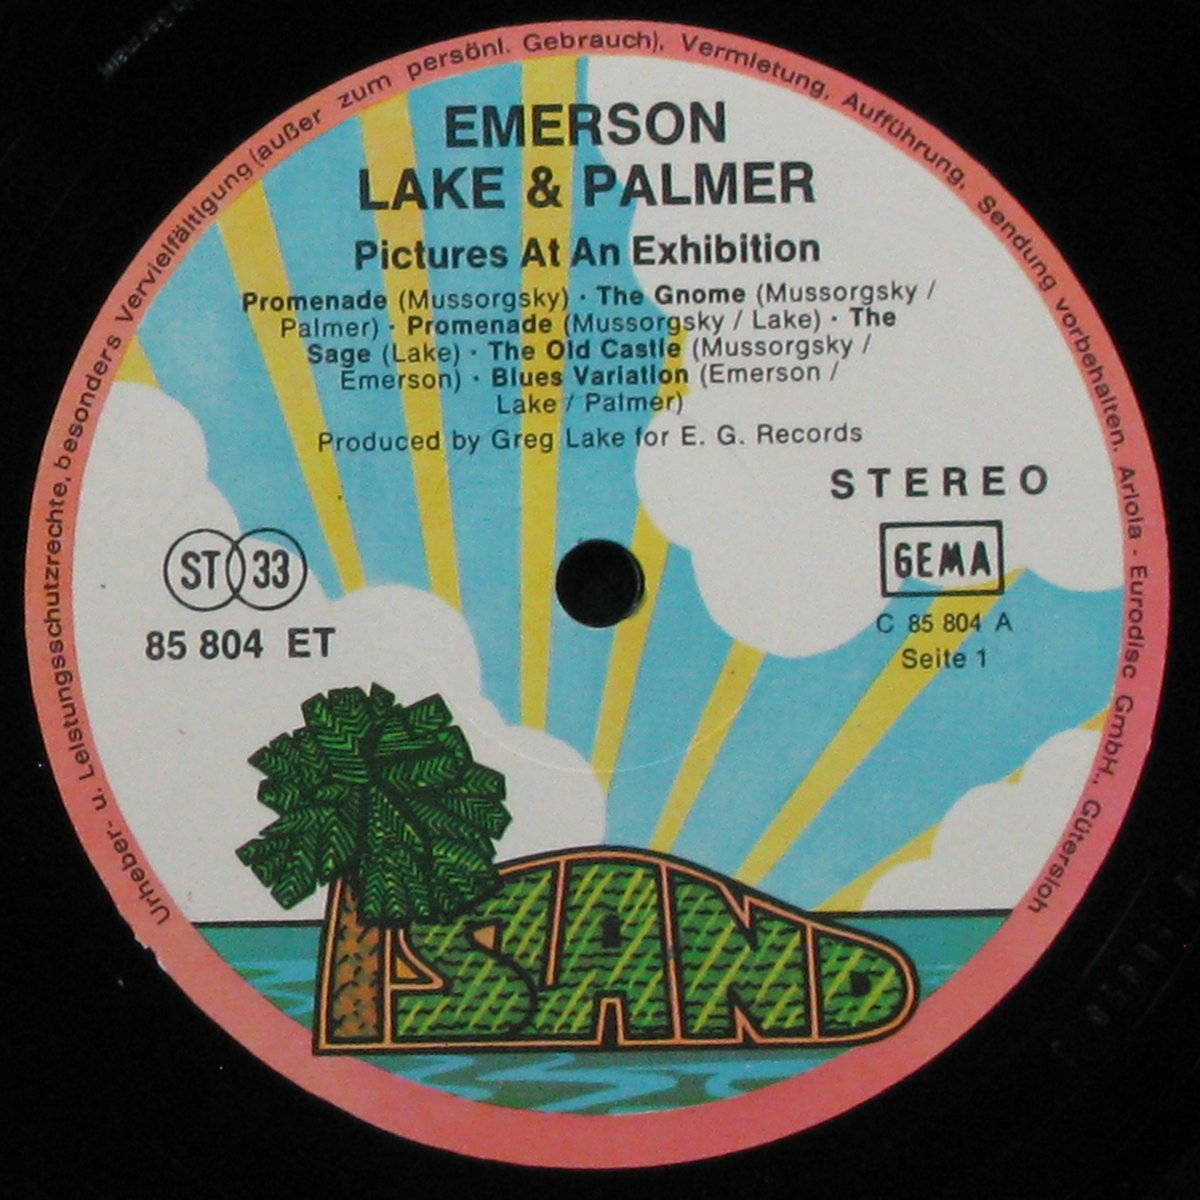 Urheber- u. Leistungsschutzrechte, besonders Vervielfältigung (außer zum persönl. Gebrauch), Vermietung, Aufführung, Sendung vorbehalten. Ariola - Eurodisc GmbH., Gütersloh
EMERSON
LAKE & PALMER
Pictures At An Exhibition
Promenade (Mussorgsky) · The Gnome (Mussorgsky /
Palmer) · Promenade (Mussorgsky / Lake) · The
Sage (Lake) · The Old Castle (Mussorgsky /
Emerson) · Blues Variation (Emerson /
Lake / Palmer)
Produced by Greg Lake for E. G. Records
STEREO
ST 33
GEMA
85 804 ET
C 85 804 A
Seite 1
ISLAND